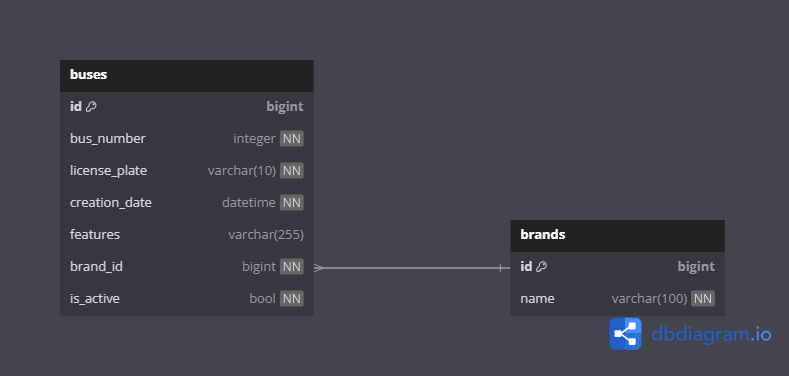 buses
id bigint
bus_number integer NN
license_plate varchar(10) NN
creation_date datetime NN
features varchar(255)
brand_id bigint NN
is_active bool NN
brands
id bigint
name varchar(100) NN
dbdiagram.io